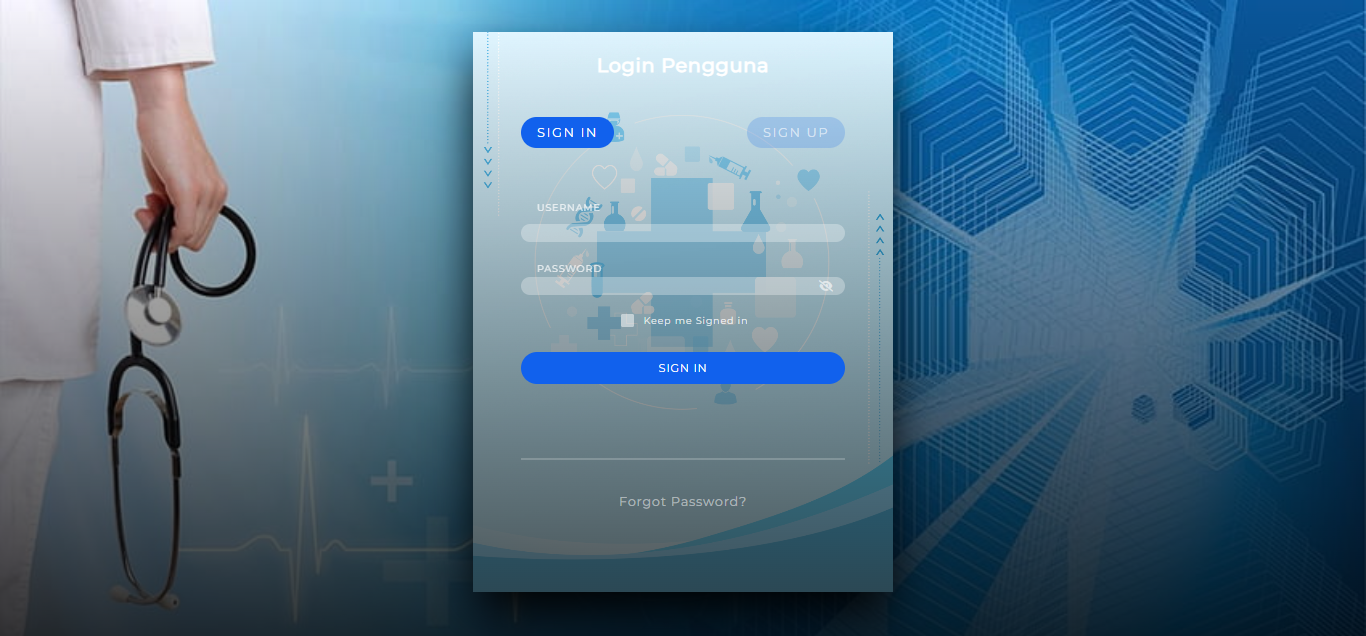 Login Pengguna
SIGN IN
SIGN UP
USERNAME
PASSWORD
Keep me Signed in
SIGN IN
Forgot Password?